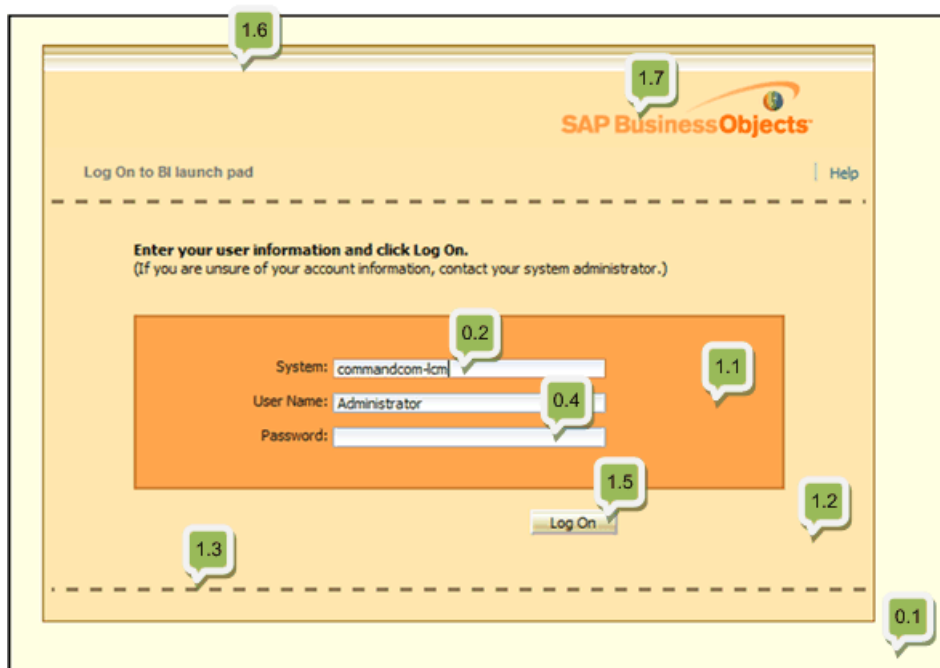 1.6
1.7
SAP BusinessObjects™
Log On to BI launch pad
Help
Enter your user information and click Log On.
(If you are unsure of your account information, contact your system administrator.)
0.2
System: commandcom-lcm
1.1
User Name: Administrator
0.4
Password:
1.5
1.2
Log On
1.3
0.1